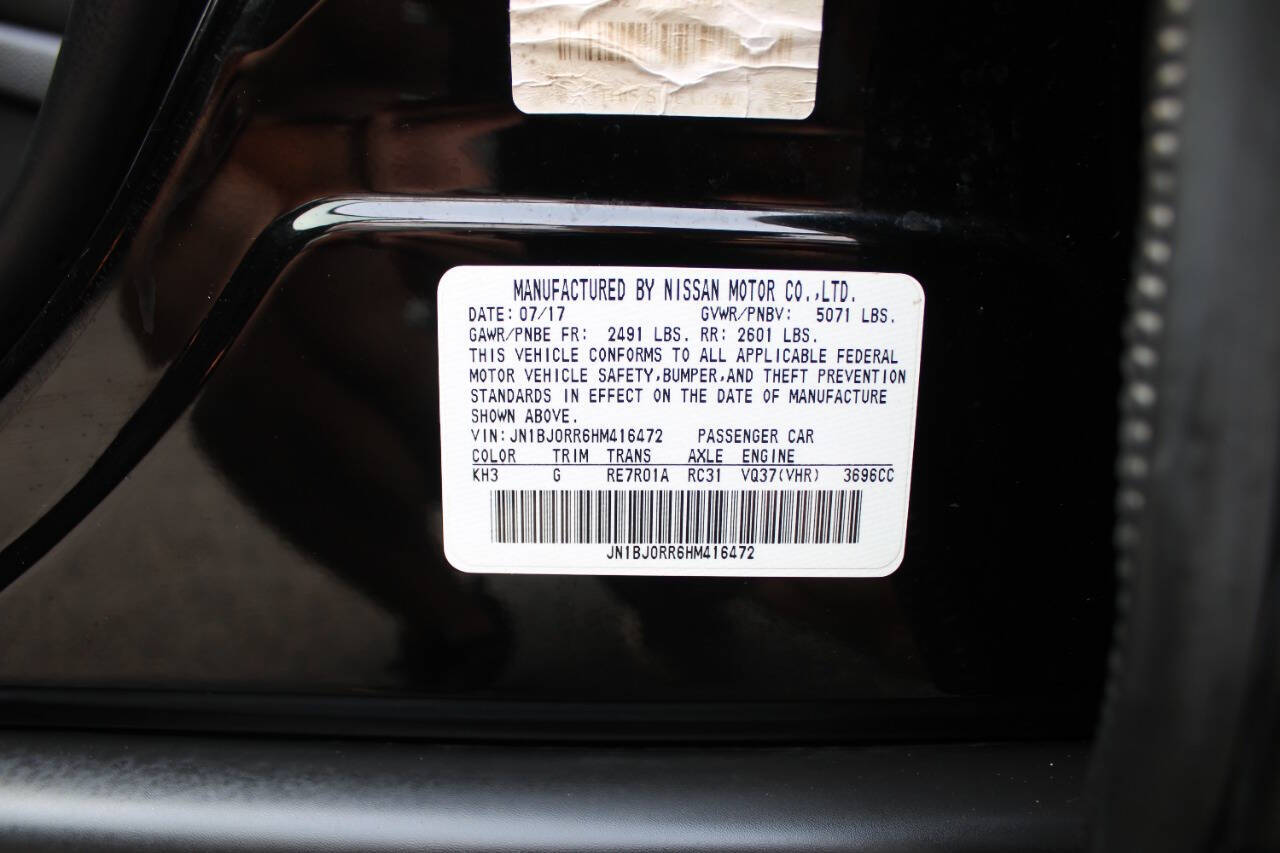 MANUFACTURED BY NISSAN MOTOR CO.,LTD.
DATE: 07/17 GVWR/PNBV: 5071 LBS.
GAWR/PNBE FR: 2491 LBS. RR: 2601 LBS.
THIS VEHICLE CONFORMS TO ALL APPLICABLE FEDERAL
MOTOR VEHICLE SAFETY,BUMPER,AND THEFT PREVENTION
STANDARDS IN EFFECT ON THE DATE OF MANUFACTURE
SHOWN ABOVE.
VIN: JN1BJ0RR6HM416472 PASSENGER CAR
COLOR TRIM TRANS AXLE ENGINE
KH3 G RE7R01A RC31 VQ37(VHR) 3696CC
JN1BJ0RR6HM416472